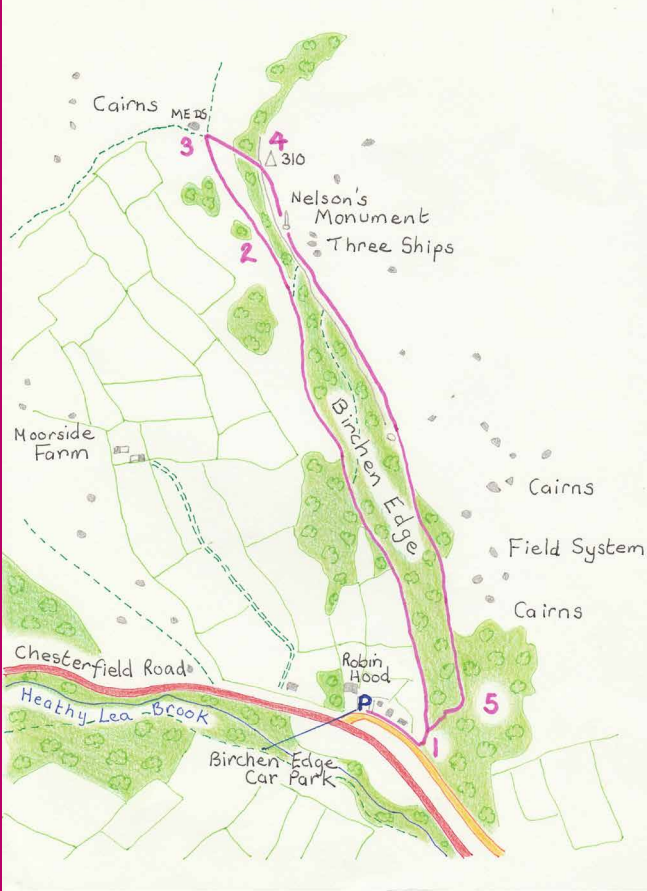 Cairns
MEDS
3
4
310
Nelson's
Monument
Three Ships
2
Birchen Edge
Moorside
Farm
Cairns
Field System
Cairns
Chesterfield Road
Robin
Hood
Heathy Lea Brook
P
5
1
Birchen Edge
Car Park